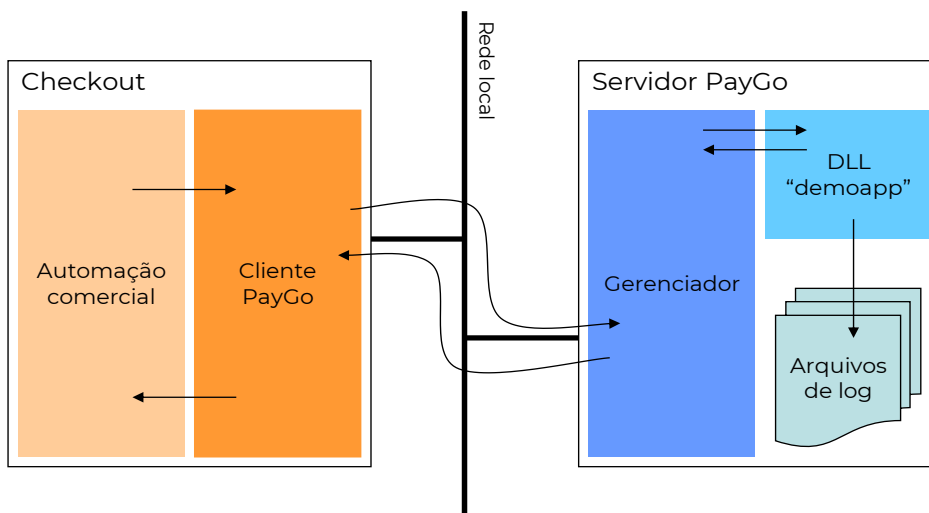 Checkout
Automação
comercial
Cliente
PayGo
Rede local
Servidor PayGo
Gerenciador
DLL
“demoapp”
Arquivos
de log